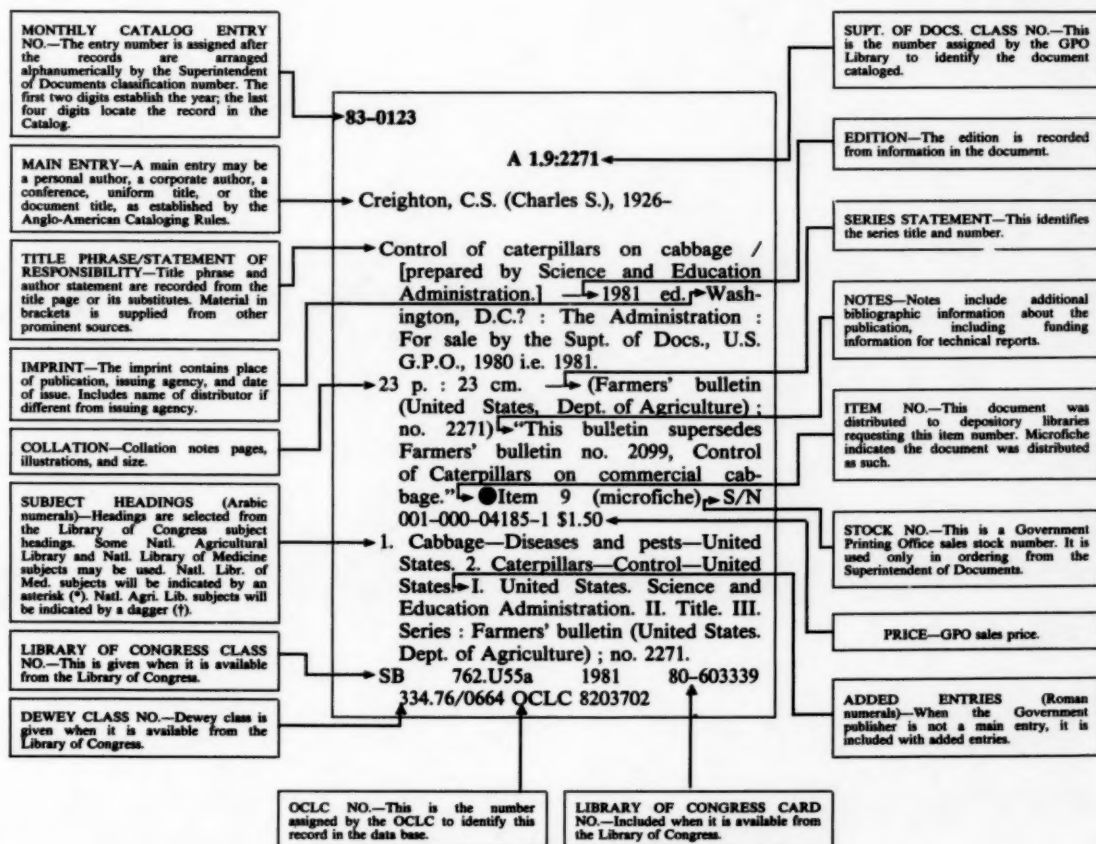 MONTHLY CATALOG ENTRY
NO.—The entry number is assigned after
the records are arranged
alphanumerically by the Superintendent
of Documents classification number. The
first two digits establish the year; the last
four digits locate the record in the
Catalog.
MAIN ENTRY—A main entry may be
a personal author, a corporate author, a
conference, uniform title, or the
document title, as established by the
Anglo-American Cataloging Rules.
TITLE PHRASE/STATEMENT OF
RESPONSIBILITY—Title phrase and
author statement are recorded from the
title page or its substitutes. Material in
brackets is supplied from other
prominent sources.
IMPRINT—The imprint contains place
of publication, issuing agency, and date
of issue. Includes name of distributor if
different from issuing agency.
COLLATION—Collation notes pages,
illustrations, and size.
SUBJECT HEADINGS (Arabic
numerals)—Headings are selected from
the Library of Congress subject
headings. Some Natl. Agricultural
Library and Natl. Library of Medicine
subjects may be used. Natl. Libr. of
Med. subjects will be indicated by an
asterisk (*). Natl. Agri. Lib. subjects will
be indicated by a dagger (†).
LIBRARY OF CONGRESS CLASS
NO.—This is given when it is available
from the Library of Congress.
DEWEY CLASS NO.—Dewey class is
given when it is available from the
Library of Congress.
83-0123
A 1.9:2271
Creighton, C.S. (Charles S.), 1926-
Control of caterpillars on cabbage /
[prepared by Science and Education
Administration.] — 1981 ed. Wash-
ington, D.C.? : The Administration :
For sale by the Supt. of Docs., U.S.
G.P.O., 1980 i.e. 1981.
23 p. : 23 cm. — (Farmers' bulletin
(United States, Dept. of Agriculture) ;
no. 2271) "This bulletin supersedes
Farmers' bulletin no. 2099, Control
of Caterpillars on commercial cab-
bage." ●Item 9 (microfiche) S/N
001-000-04185-1 $1.50
1. Cabbage—Diseases and pests—United
States. 2. Caterpillars—Control—United
States. I. United States. Science and
Education Administration. II. Title. III.
Series : Farmers' bulletin (United States.
Dept. of Agriculture) ; no. 2271.
SB 762.U55a 1981 80-603339
334.76/0664 OCLC 8203702
SUPT. OF DOCS. CLASS NO.—This
is the number assigned by the GPO
Library to identify the document
cataloged.
EDITION—The edition is recorded
from information in the document.
SERIES STATEMENT—This identifies
the series title and number.
NOTES—Notes include additional
bibliographic information about the
publication, including funding
information for technical reports.
ITEM NO.—This document was
distributed to depository libraries
requesting this item number. Microfiche
indicates the document was distributed
as such.
STOCK NO.—This is a Government
Printing Office sales stock number. It is
used only in ordering from the
Superintendent of Documents.
PRICE—GPO sales price.
ADDED ENTRIES (Roman
numerals)—When the Government
publisher is not a main entry, it is
included with added entries.
OCLC NO.—This is the number
assigned by the OCLC to identify this
record in the data base.
LIBRARY OF CONGRESS CARD
NO.—Included when it is available from
the Library of Congress.